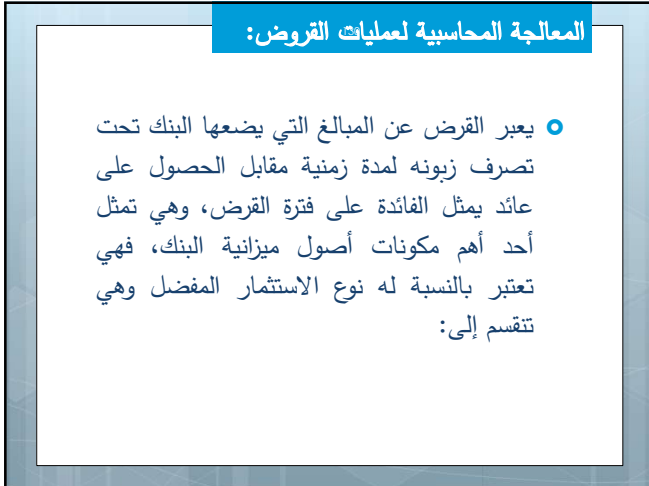 المعالجة المحاسبية لعمليات القروض:
يعبر القرض عن المبالغ التي يضعها البنك تحت
تصرف زبونه لمدة زمنية مقابل الحصول على
عائد يمثل الفائدة على فترة القرض، وهي تمثل
أحد أهم مكونات أصول ميزانية البنك، فهي
تعتبر بالنسبة له نوع الاستثمار المفضل وهي
تنقسم إلى: